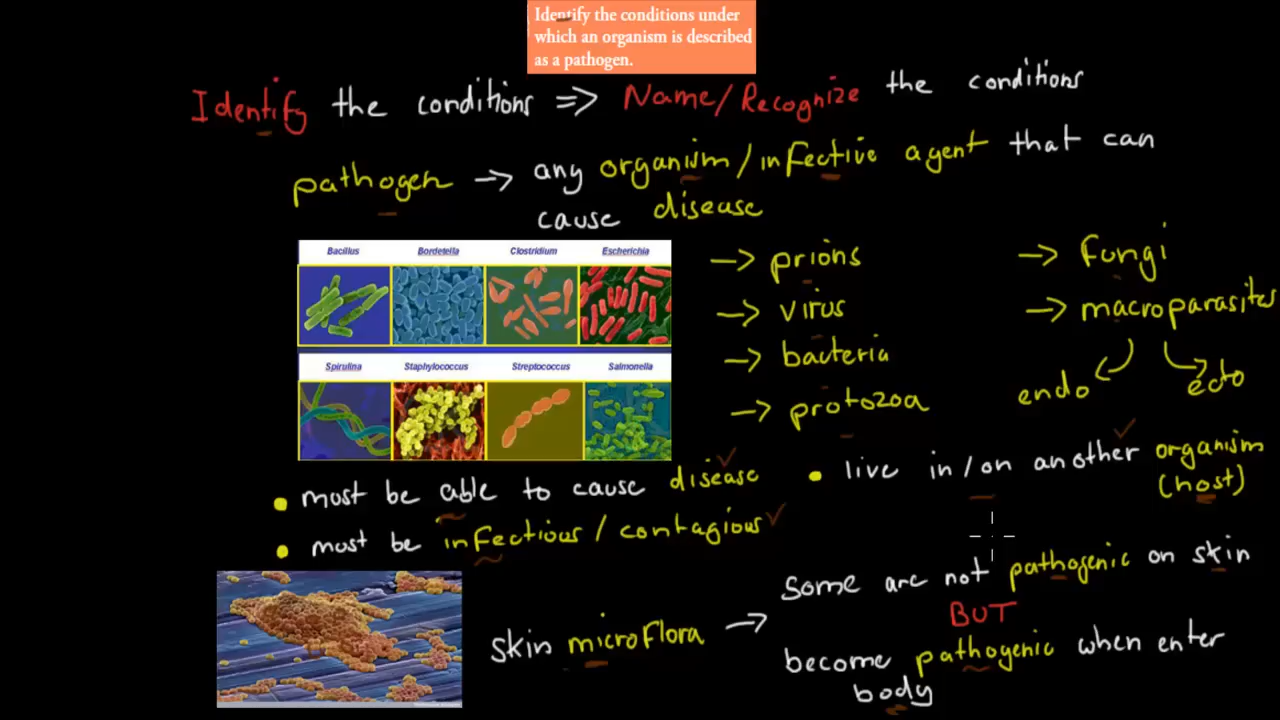 Identify the conditions under
which an organism is described
as a pathogen.
Identify the conditions => Name/Recognize the conditions
pathogen -> any organism/infective agent that can
cause disease
Bacillus Bordetella Clostridium Escherichia
Spirulina Staphylococcus Streptococcus Salmonella
-> prions
-> virus
-> bacteria
-> protozoa
-> Fungi
-> macroparasites
endo ecto
• must be able to cause disease ✓
• must be infectious / contagious ✓
• live in/on another organism ✓
(host)
skin microflora -> Some are not pathogenic on skin
BUT
become pathogenic when enter
body